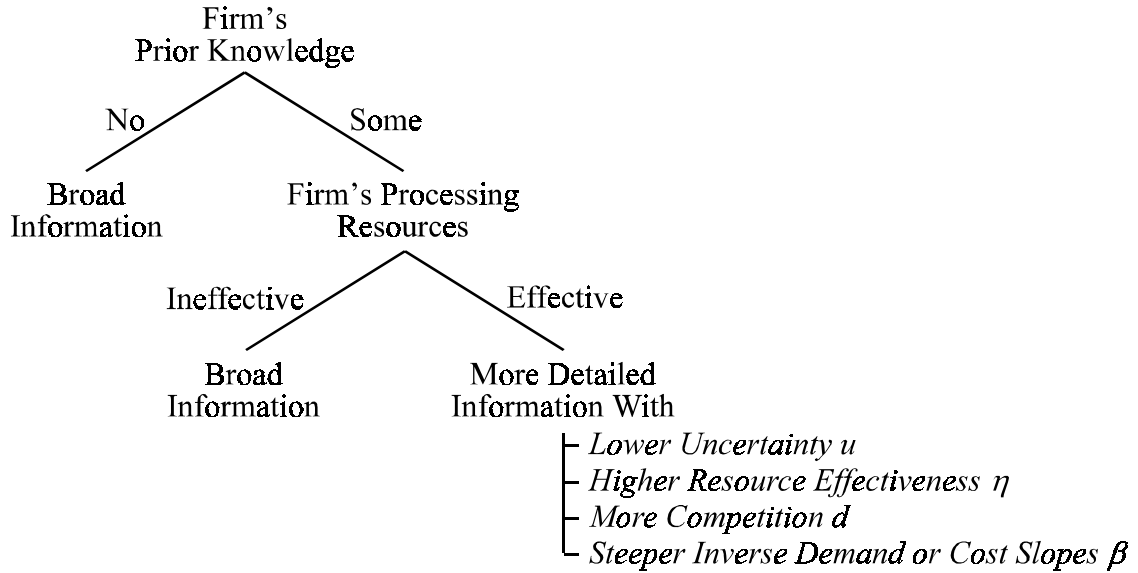 Firm's
Prior Knowledge
No
Some
Broad
Information
Firm's Processing
Resources
Ineffective
Effective
Broad
Information
More Detailed
Information With
Lower Uncertainty u
Higher Resource Effectiveness η
More Competition d
Steeper Inverse Demand or Cost Slopes β